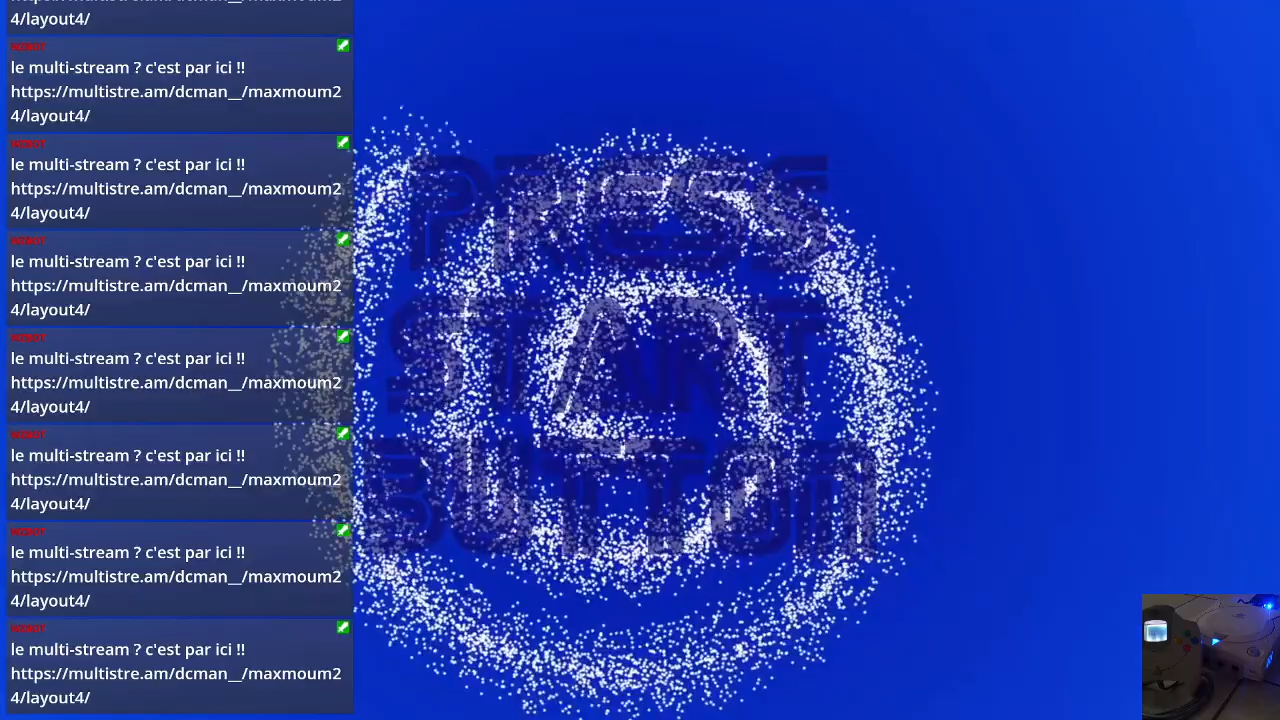 4/layout4/
le multi-stream ? c'est par ici !!
https://multistre.am/dcman__/maxmoum2
4/layout4/
le multi-stream ? c'est par ici !!
https://multistre.am/dcman__/maxmoum2
4/layout4/
le multi-stream ? c'est par ici !!
https://multistre.am/dcman__/maxmoum2
4/layout4/
le multi-stream ? c'est par ici !!
https://multistre.am/dcman__/maxmoum2
4/layout4/
le multi-stream ? c'est par ici !!
https://multistre.am/dcman__/maxmoum2
4/layout4/
le multi-stream ? c'est par ici !!
https://multistre.am/dcman__/maxmoum2
4/layout4/
le multi-stream ? c'est par ici !!
https://multistre.am/dcman__/maxmoum2
4/layout4/
PRESS
START
BUTTON